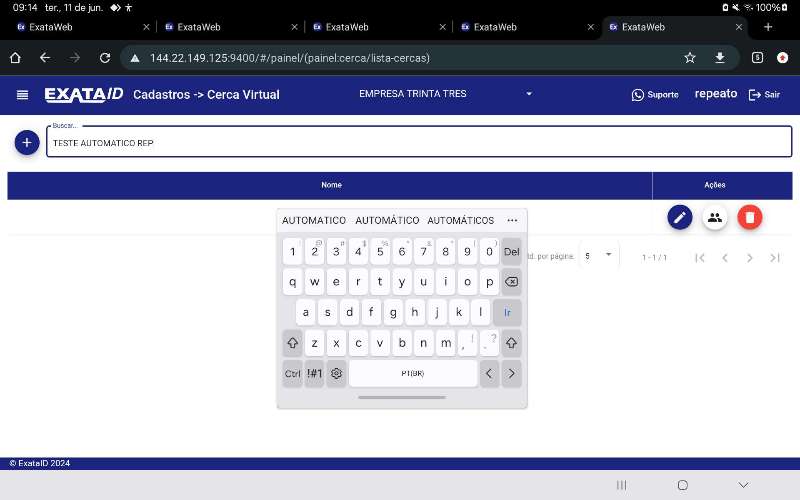 09:14 ter., 11 de jun. 100%
ExataWeb ExataWeb ExataWeb ExataWeb ExataWeb
144.22.149.125:9400/#/painel/(painel:cerca/lista-cercas) 5
EXATAID Cadastros -> Cerca Virtual EMPRESA TRINTA TRES Suporte repeato Sair
Buscar...
TESTE AUTOMATICO REP
Nome Ações
AUTOMATICO AUTOMÁTICO AUTOMÁTICOS ...
1 2 3 4 5 6 7 8 9 0 Del
td. por página: 5 1 - 1 / 1
q w e r t y u i o p
a s d f g h j k l Ir
z x c v b n m , ! . ?
Ctrl !#1 PT(BR) < >
© ExataID 2024